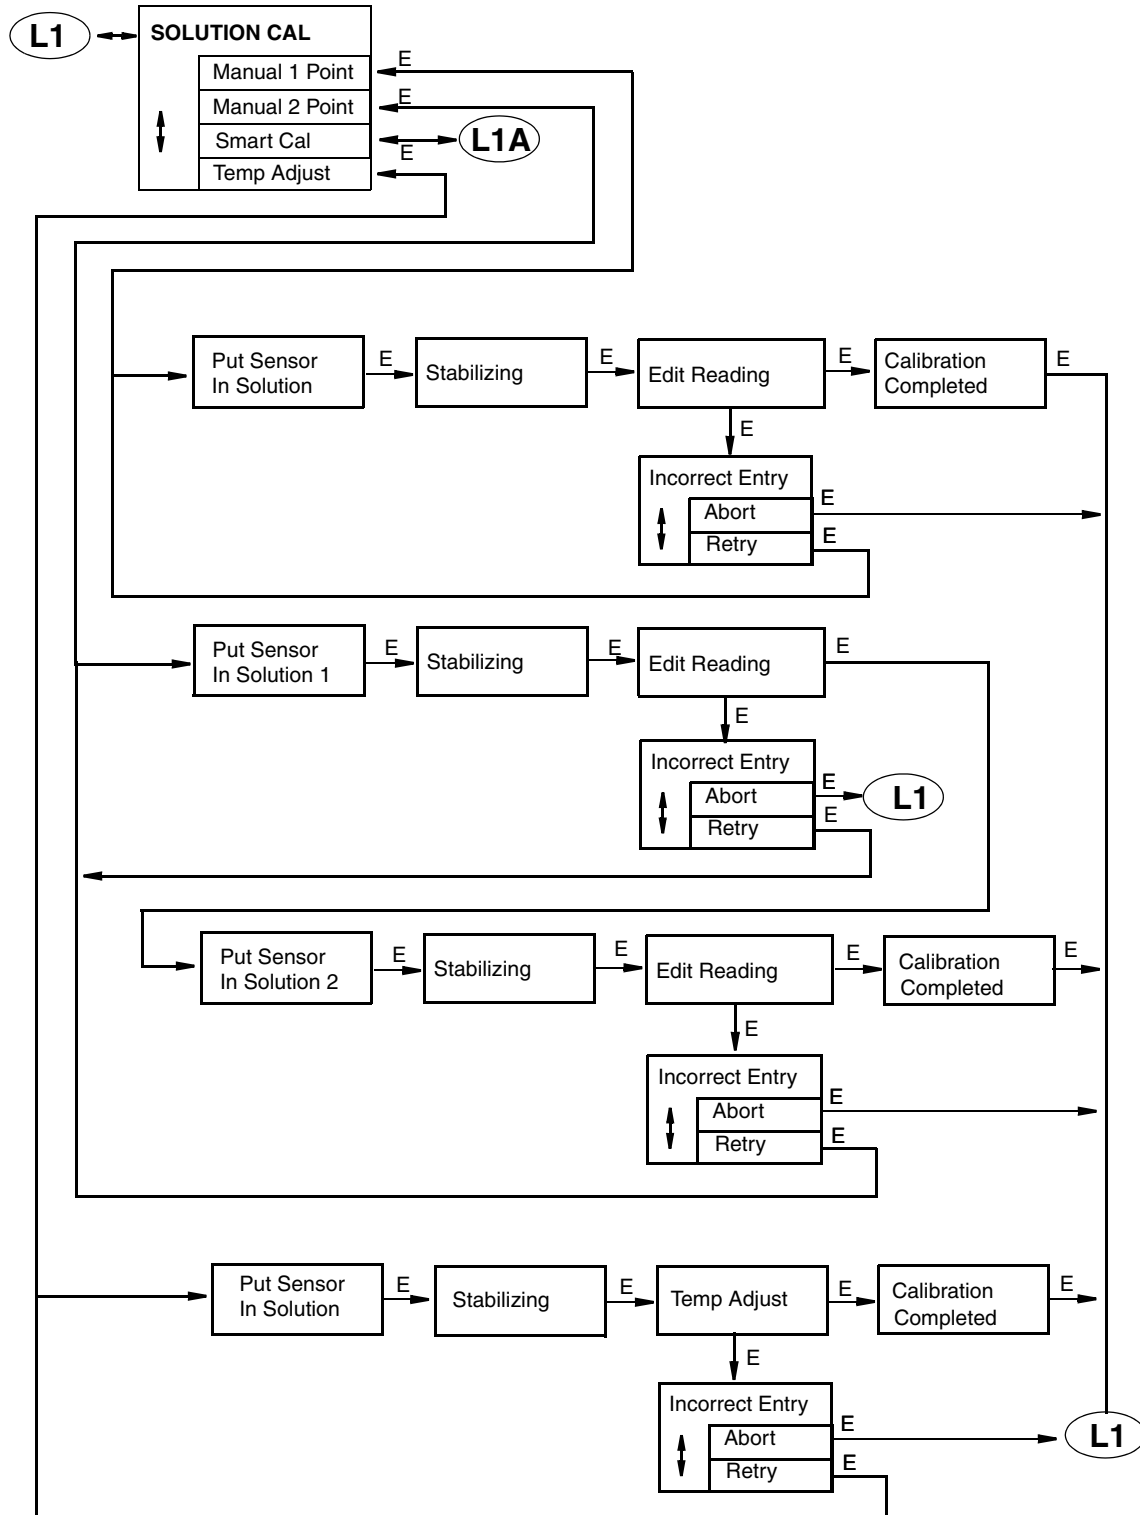 L1
SOLUTION CAL
E
Manual 1 Point
E
Manual 2 Point
Smart Cal
L1A
E
Temp Adjust
Put Sensor
In Solution
E
Stabilizing
E
Edit Reading
E
Calibration
Completed
E
E
Incorrect Entry
Abort
E
Retry
E
Put Sensor
In Solution 1
E
Stabilizing
E
Edit Reading
E
E
Incorrect Entry
Abort
E
L1
Retry
E
Put Sensor
In Solution 2
E
Stabilizing
E
Edit Reading
E
Calibration
Completed
E
E
Incorrect Entry
Abort
E
Retry
E
Put Sensor
In Solution
E
Stabilizing
E
Temp Adjust
E
Calibration
Completed
E
E
Incorrect Entry
Abort
E
L1
Retry
E